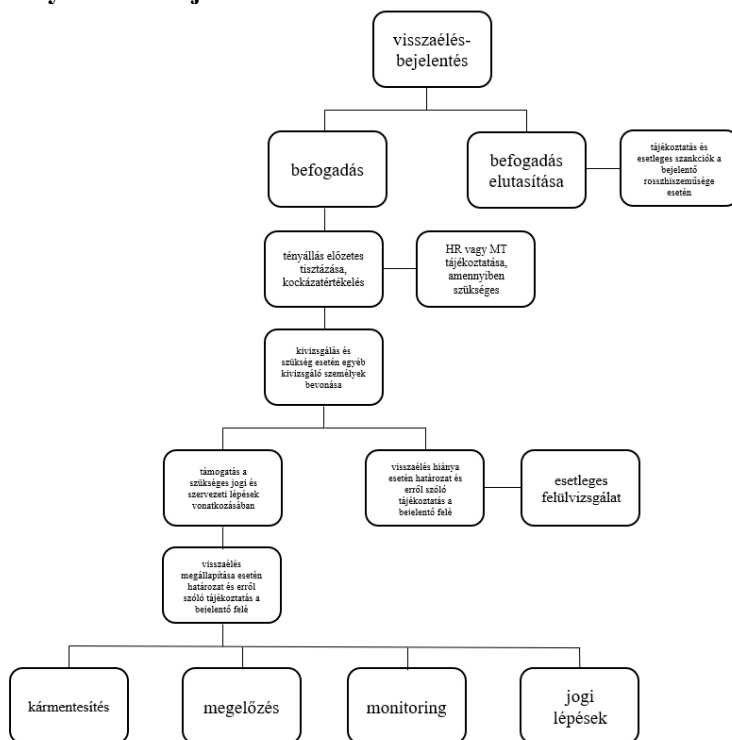 visszaélés-
bejelentés
befogadás
befogadás
elutasítása
tájékoztatás és
esetleges szankciók a
bejelentő
rosszhiszeműsége
esetén
tényállás előzetes
tisztázása,
kockázatértékelés
HR vagy MT
tájékoztatása,
amennyiben
szükséges
kivizsgálás és
szükség esetén egyéb
kivizsgáló személyek
bevonása
támogatás a
szükséges jogi és
szervezeti lépések
vonatkozásában
visszaélés hiánya
esetén határozat és
erről szóló
tájékoztatás a
bejelentő felé
esetleges
felülvizsgálat
visszaélés
megállapítása esetén
határozat és erről
szóló tájékoztatás a
bejelentő felé
kármentesítés
megelőzés
monitoring
jogi
lépések